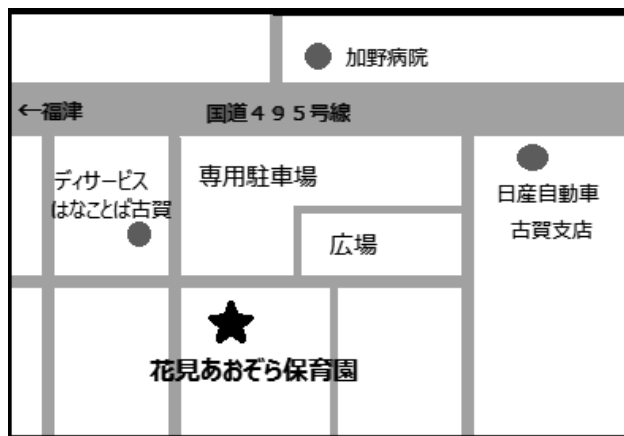 加野病院
←福津
国道495号線
ディサービス
はなことば古賀
専用駐車場
日産自動車
古賀支店
広場
花見あおぞら保育園